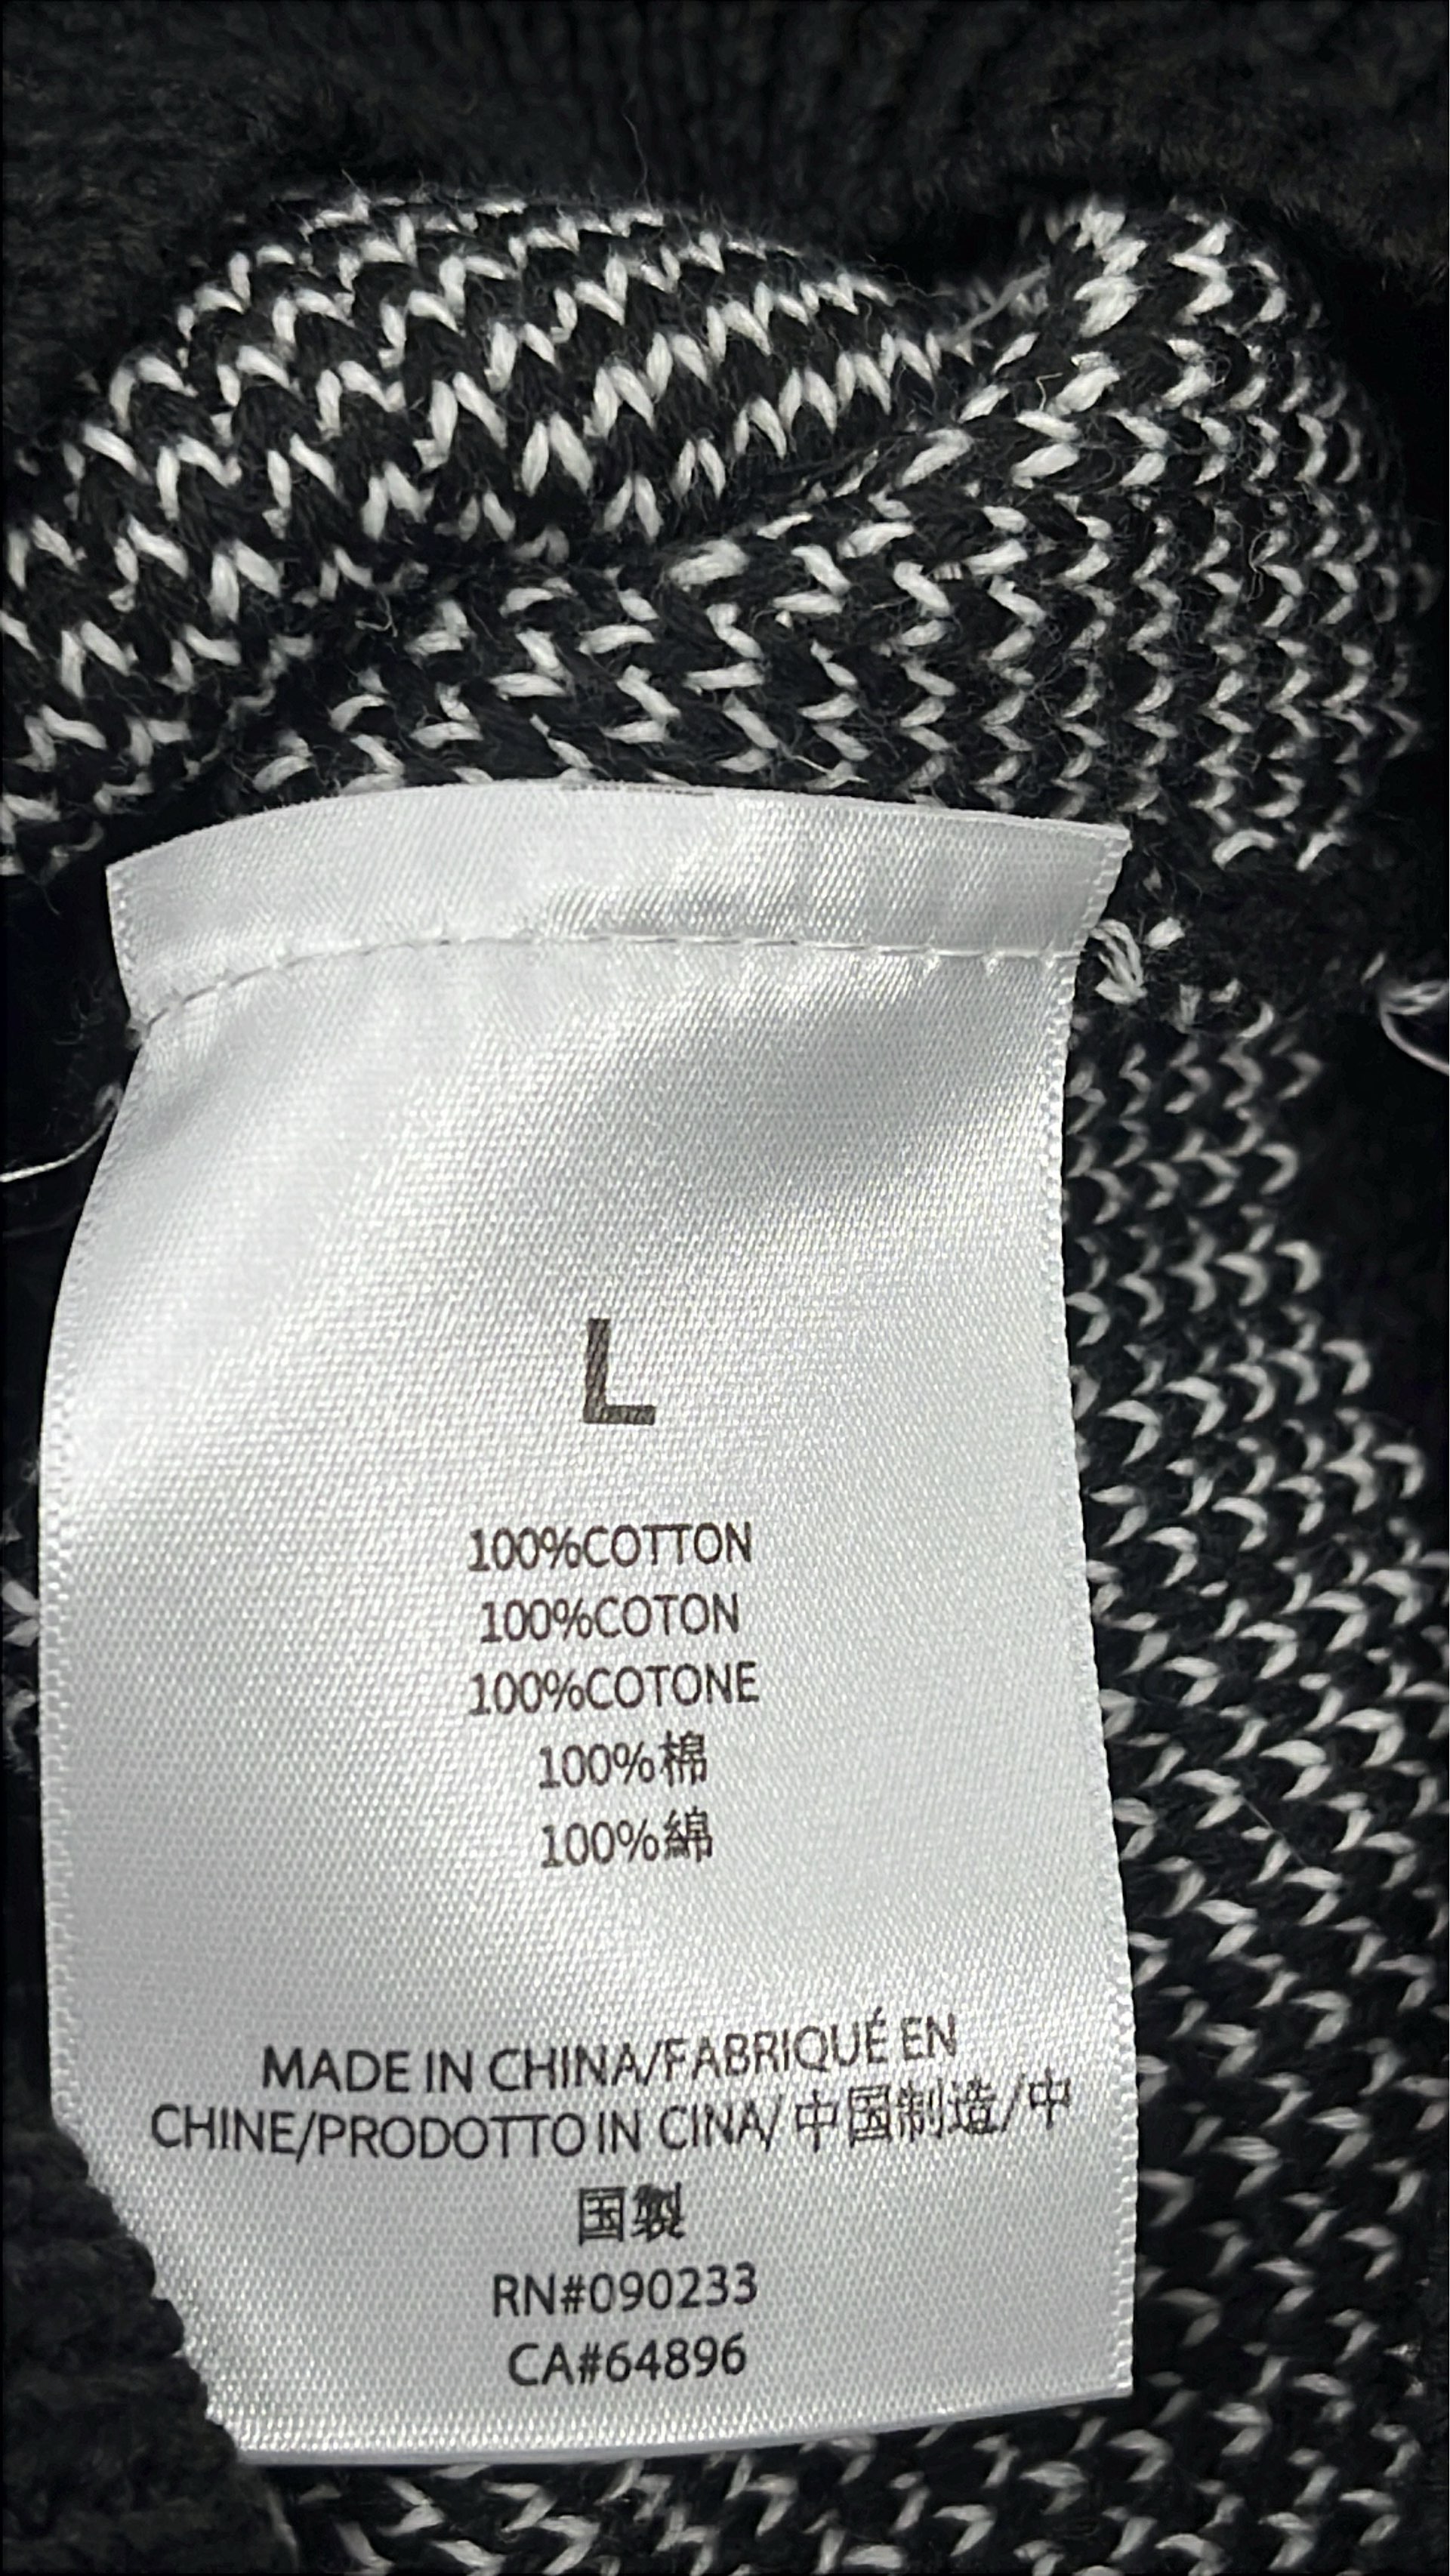 L
100%COTTON
100%COTON
100%COTONE
100%棉
100%綿
MADE IN CHINA/FABRIQUÉ EN
CHINE/PRODOTTO IN CINA/ 中国制造/中
国製
RN#090233
CA#64896